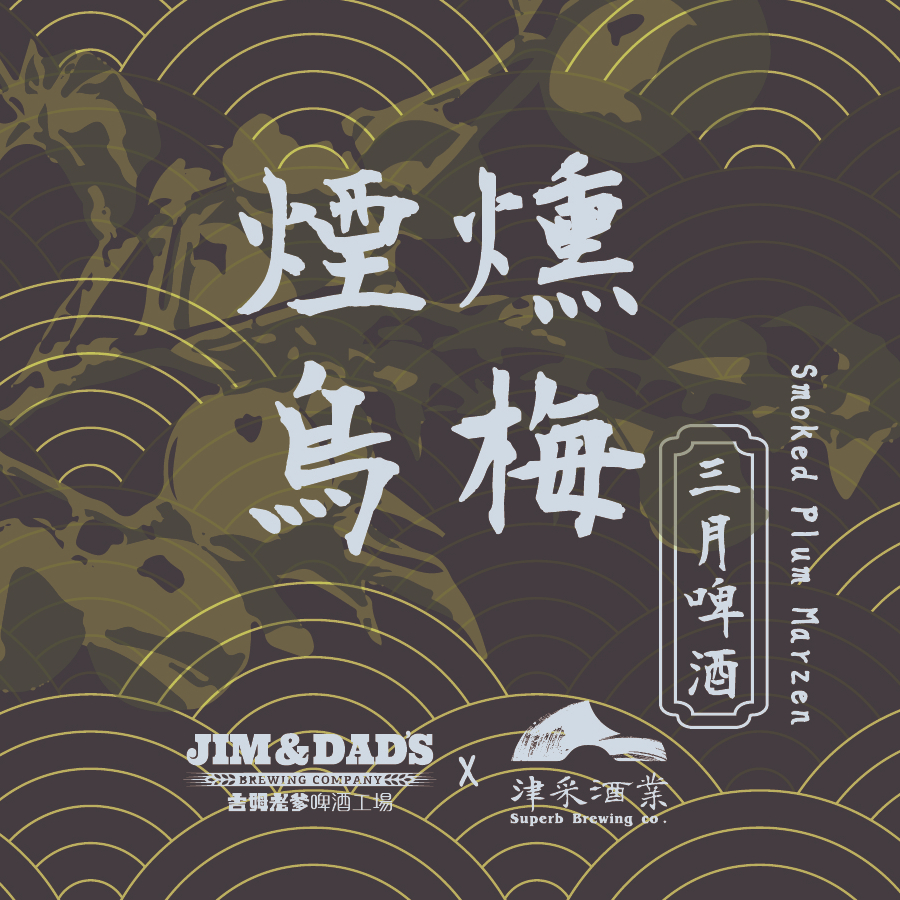 煙燻
烏梅
三月啤酒
Smoked Plum Marzen
JIM & DAD'S
BREWING COMPANY
吉姆老爹啤酒工場
X
津采酒業
Superb Brewing co.